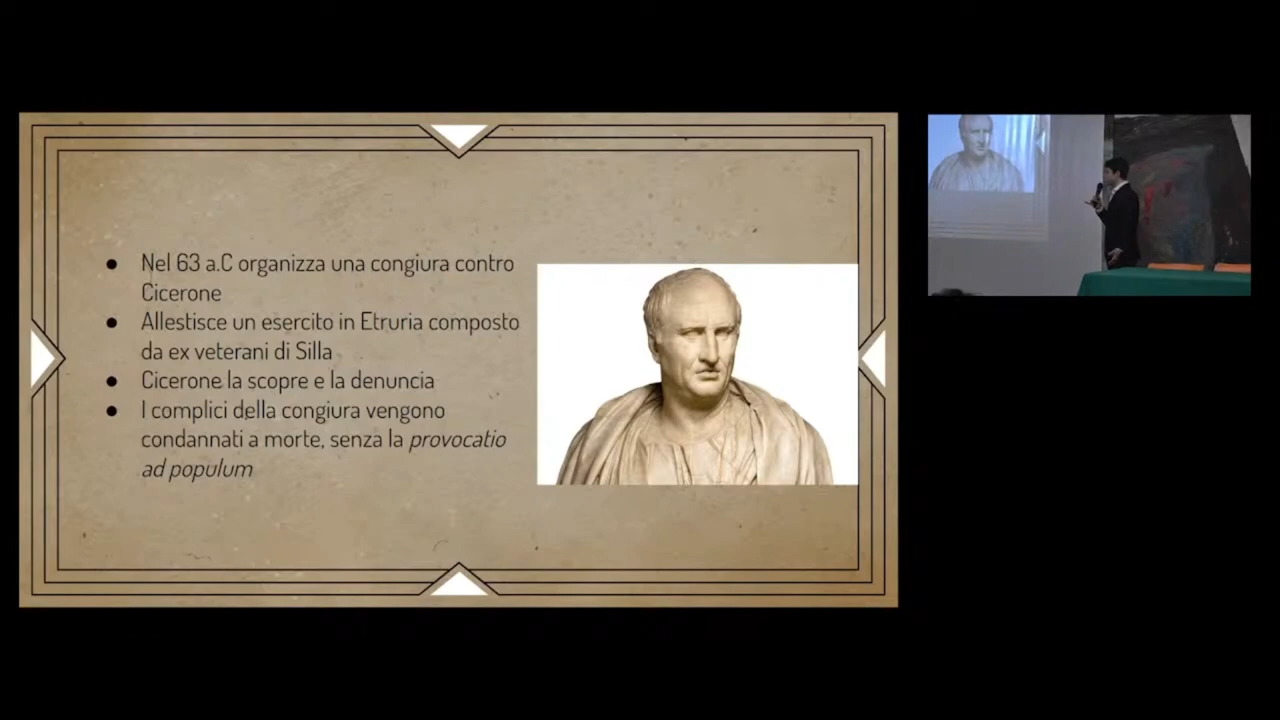 ● Nel 63 a.C organizza una congiura contro
Cicerone
● Allestisce un esercito in Etruria composto
da ex veterani di Silla
● Cicerone la scopre e la denuncia
● I complici della congiura vengono
condannati a morte, senza la provocatio
ad populum